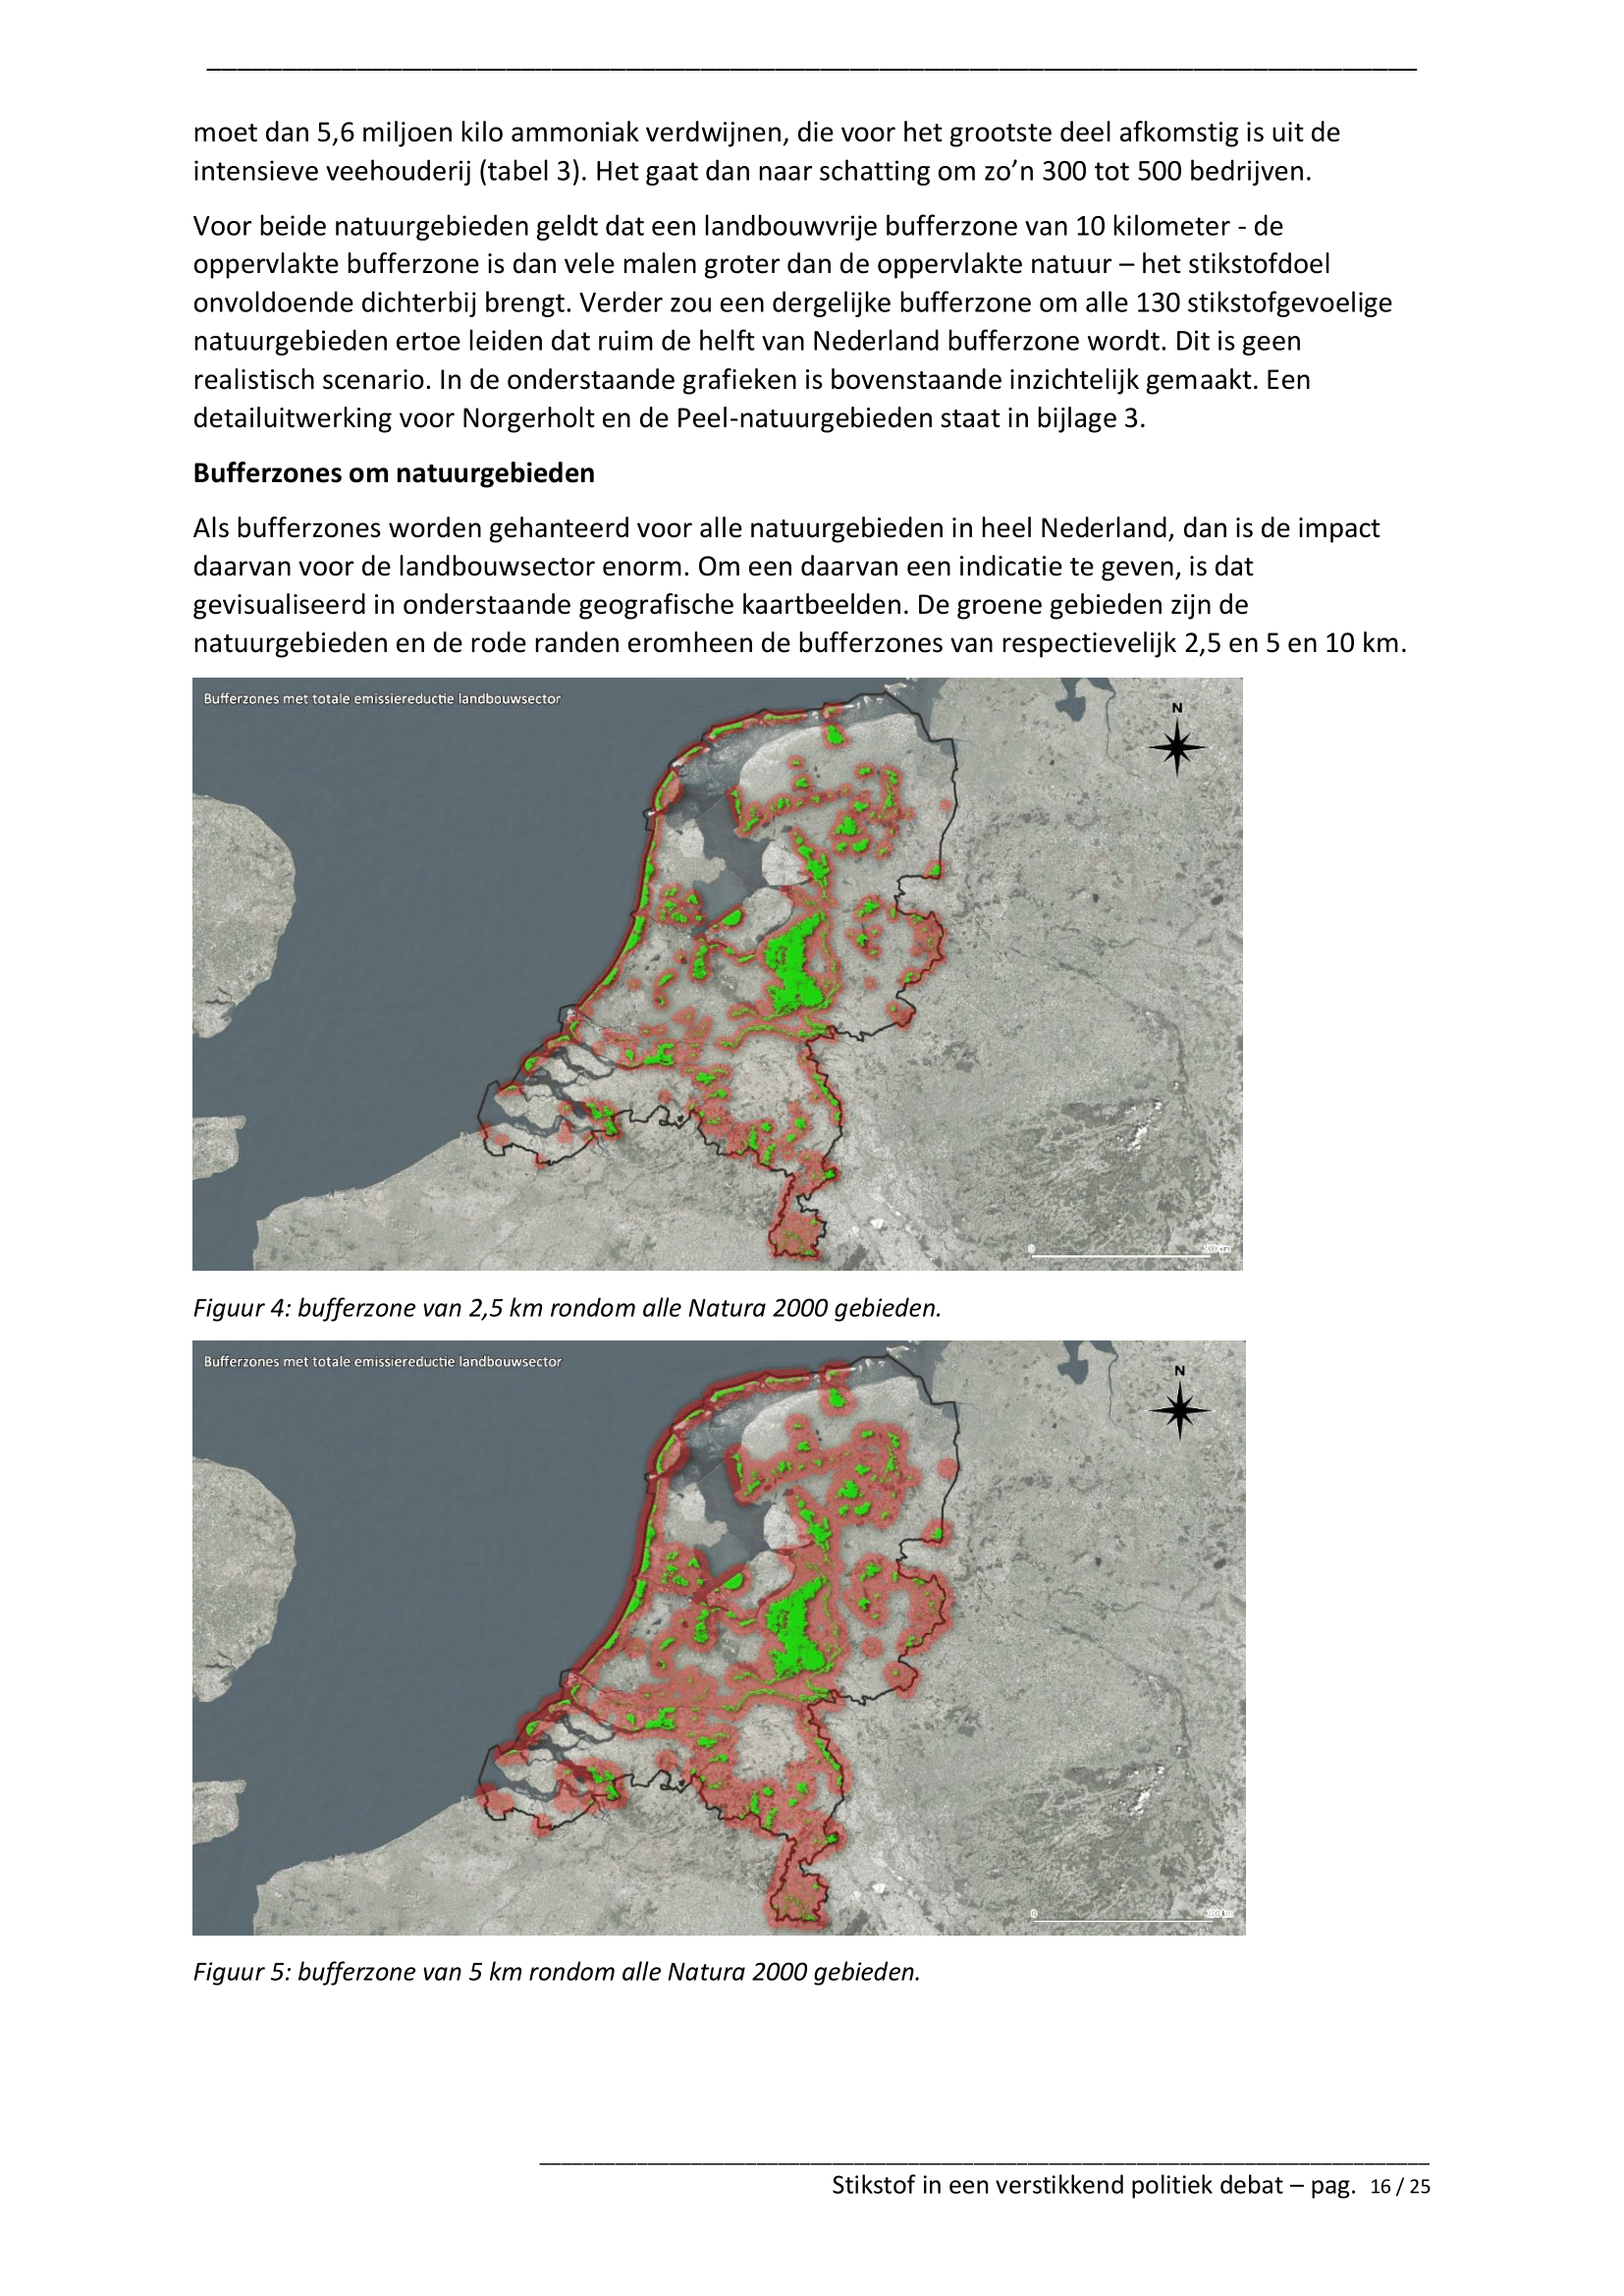 moet dan 5,6 miljoen kilo ammoniak verdwijnen, die voor het grootste deel afkomstig is uit de
intensieve veehouderij (tabel 3). Het gaat dan naar schatting om zo’n 300 tot 500 bedrijven.
Voor beide natuurgebieden geldt dat een landbouwvrije bufferzone van 10 kilometer - de
oppervlakte bufferzone is dan vele malen groter dan de oppervlakte natuur – het stikstofdoel
onvoldoende dichterbij brengt. Verder zou een dergelijke bufferzone om alle 130 stikstofgevoelige
natuurgebieden ertoe leiden dat ruim de helft van Nederland bufferzone wordt. Dit is geen
realistisch scenario. In de onderstaande grafieken is bovenstaande inzichtelijk gemaakt. Een
detailuitwerking voor Norgerholt en de Peel-natuurgebieden staat in bijlage 3.
Bufferzones om natuurgebieden
Als bufferzones worden gehanteerd voor alle natuurgebieden in heel Nederland, dan is de impact
daarvan voor de landbouwsector enorm. Om een daarvan een indicatie te geven, is dat
gevisualiseerd in onderstaande geografische kaartbeelden. De groene gebieden zijn de
natuurgebieden en de rode randen eromheen de bufferzones van respectievelijk 2,5 en 5 en 10 km.
Bufferzones met totale emissiereductie landbouwsector
N
0
Figuur 4: bufferzone van 2,5 km rondom alle Natura 2000 gebieden.
Bufferzones met totale emissiereductie landbouwsector
N
0
Figuur 5: bufferzone van 5 km rondom alle Natura 2000 gebieden.
Stikstof in een verstikkend politiek debat – pag. 16 / 25